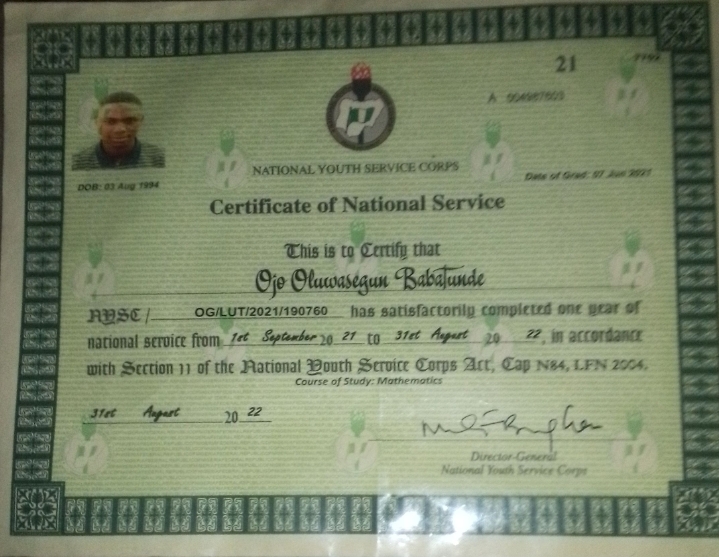 21
A 004987603
NATIONAL YOUTH SERVICE CORPS
DOB: 03 Aug 1994
Date of Grad: 07 Jun 2021
Certificate of National Service
This is to Certify that
Ojo Oluwasegun Babatunde
NYSC/ OG/LUT/2021/190760 has satisfactorily completed one year of
national service from 1st September 20 21 to 31st August 20 22, in accordance
with Section 11 of the National Youth Service Corps Act, Cap N84, LFN 2004.
Course of Study: Mathematics
31st August 20 22
Director-General
National Youth Service Corps